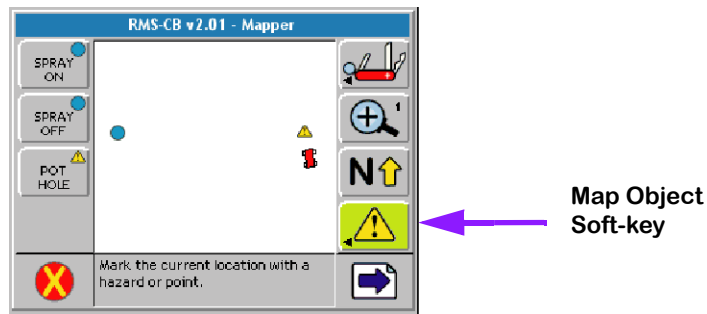 RMS-CB v2.01 - Mapper
SPRAY
ON
SPRAY
OFF
POT
HOLE
1
N
Map Object
Soft-key
Mark the current location with a
hazard or point.